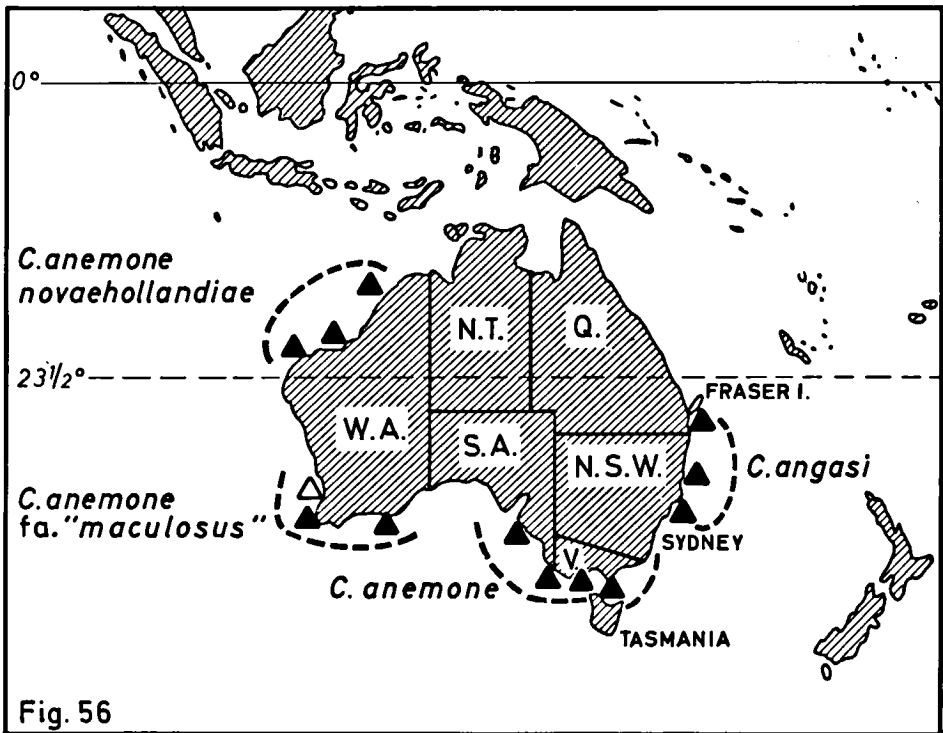 0°
C. anemone
novaehollandiae
N.T.
Q.
23½°
FRASER I.
W.A.
S.A.
N.S.W.
C. angasi
C. anemone
fa. "maculosus"
SYDNEY
V.
C. anemone
TASMANIA
Fig. 56